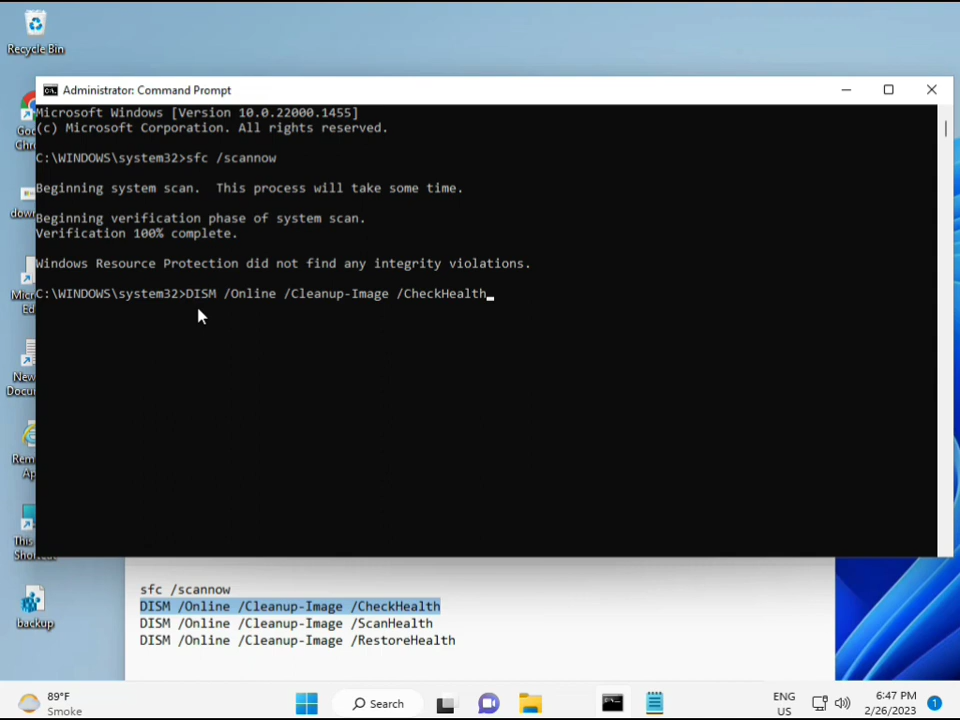 Recycle Bin
Administrator: Command Prompt
Microsoft Windows [Version 10.0.22000.1455]
(c) Microsoft Corporation. All rights reserved.
C:\WINDOWS\system32>sfc /scannow
Beginning system scan.  This process will take some time.
Beginning verification phase of system scan.
Verification 100% complete.
Windows Resource Protection did not find any integrity violations.
C:\WINDOWS\system32>DISM /Online /Cleanup-Image /CheckHealth
backup
sfc /scannow
DISM /Online /Cleanup-Image /CheckHealth
DISM /Online /Cleanup-Image /ScanHealth
DISM /Online /Cleanup-Image /RestoreHealth
89°F
Smoke
Search
ENG
US
6:47 PM
2/26/2023
1